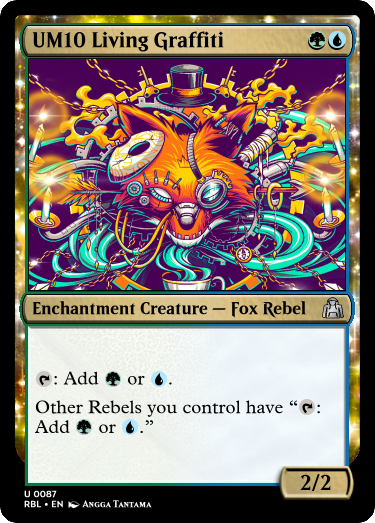 UM10 Living Graffiti
Enchantment Creature — Fox Rebel
: Add or .
Other Rebels you control have “ :
Add or .”
2/2
U 0087
RBL • EN Angga Tantama